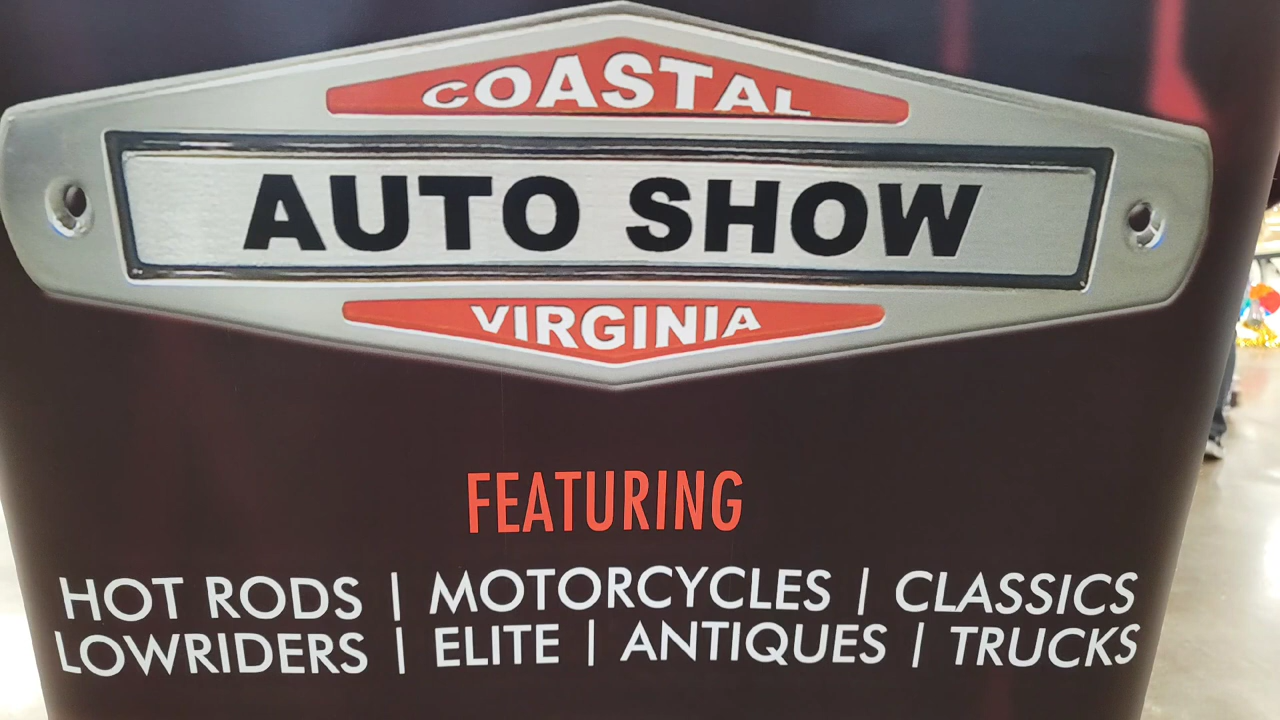 COASTAL
AUTO SHOW
VIRGINIA
FEATURING
HOT RODS | MOTORCYCLES | CLASSICS
LOWRIDERS | ELITE | ANTIQUES | TRUCKS